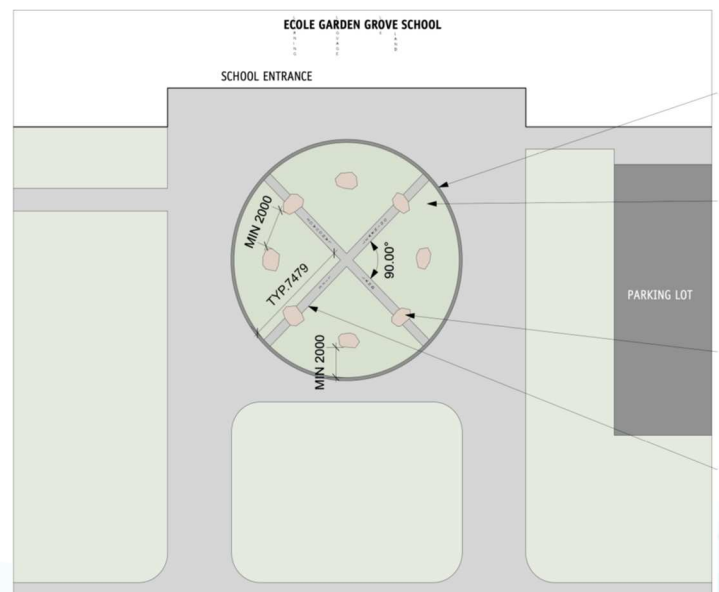 ECOLE GARDEN GROVE SCHOOL
SCHOOL ENTRANCE
MIN 2000
TYP.7479
90.00°
PARKING LOT
MIN 2000